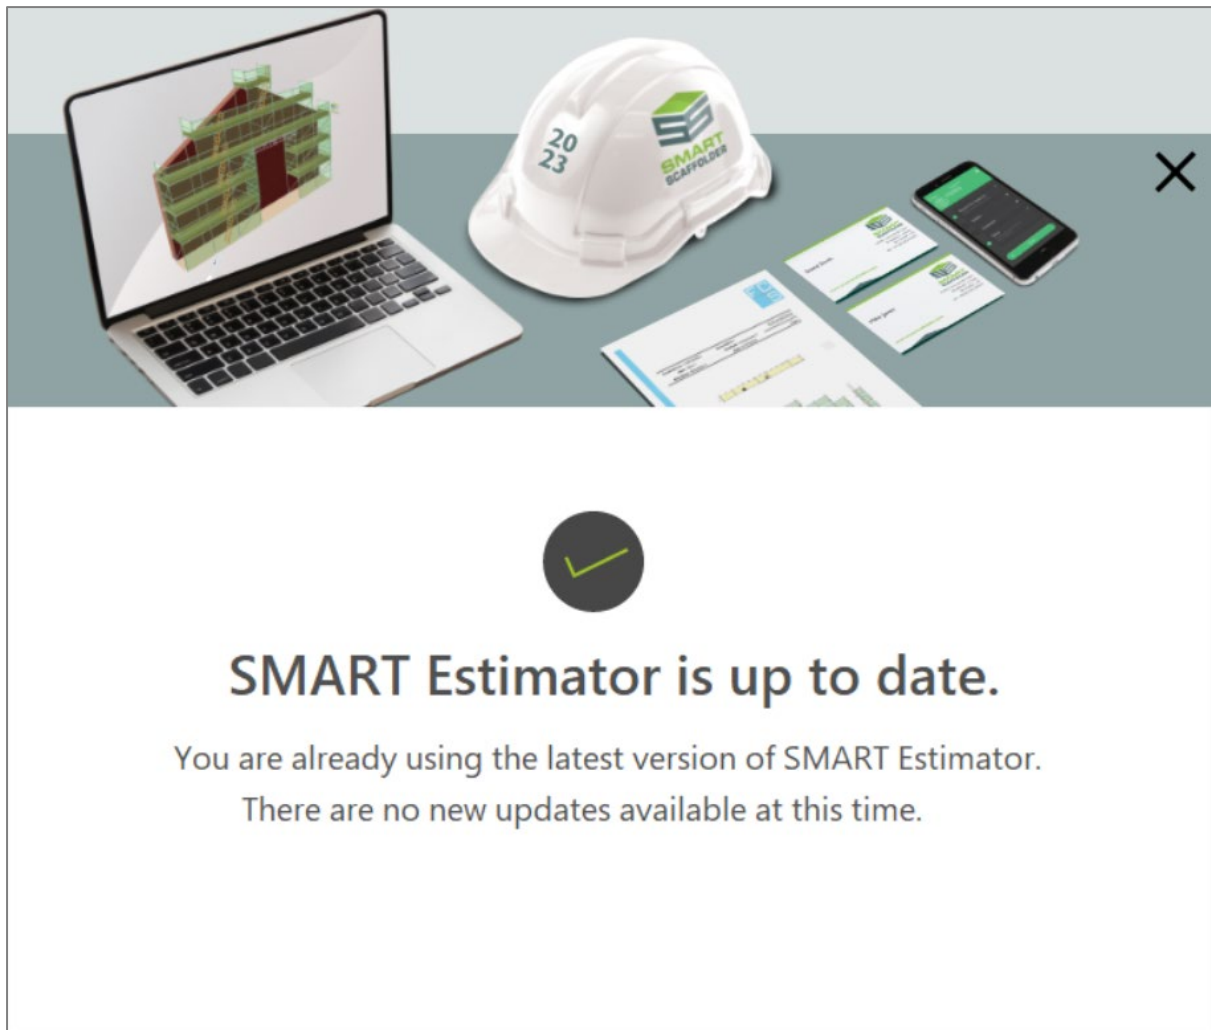 20
23
SMART
SCAFFOLDER
SMART Estimator is up to date.
You are already using the latest version of SMART Estimator.
There are no new updates available at this time.